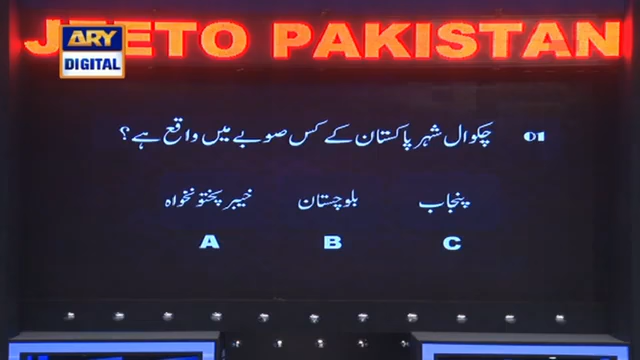 JEETO PAKISTAN
ARY
DIGITAL
01 چکوال شہر پاکستان کے کس صوبے میں واقع ہے؟
پنجاب بلوچستان خیبر پختونخواہ
A B C